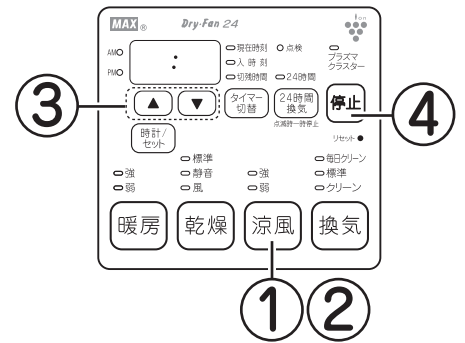 MAX® Dry-Fan 24
ion
AM
PM
:
現在時刻 点検
入時刻
切残時間 24時間
プラズマ
クラスター
③
▲ ▼
タイマー
切替
24時間
換気
点滅時一時停止
停止
④
時計/
セット
リセット
標準
静音
風
強
弱
強
弱
毎日クリーン
標準
クリーン
暖房 乾燥 涼風 換気
① ②